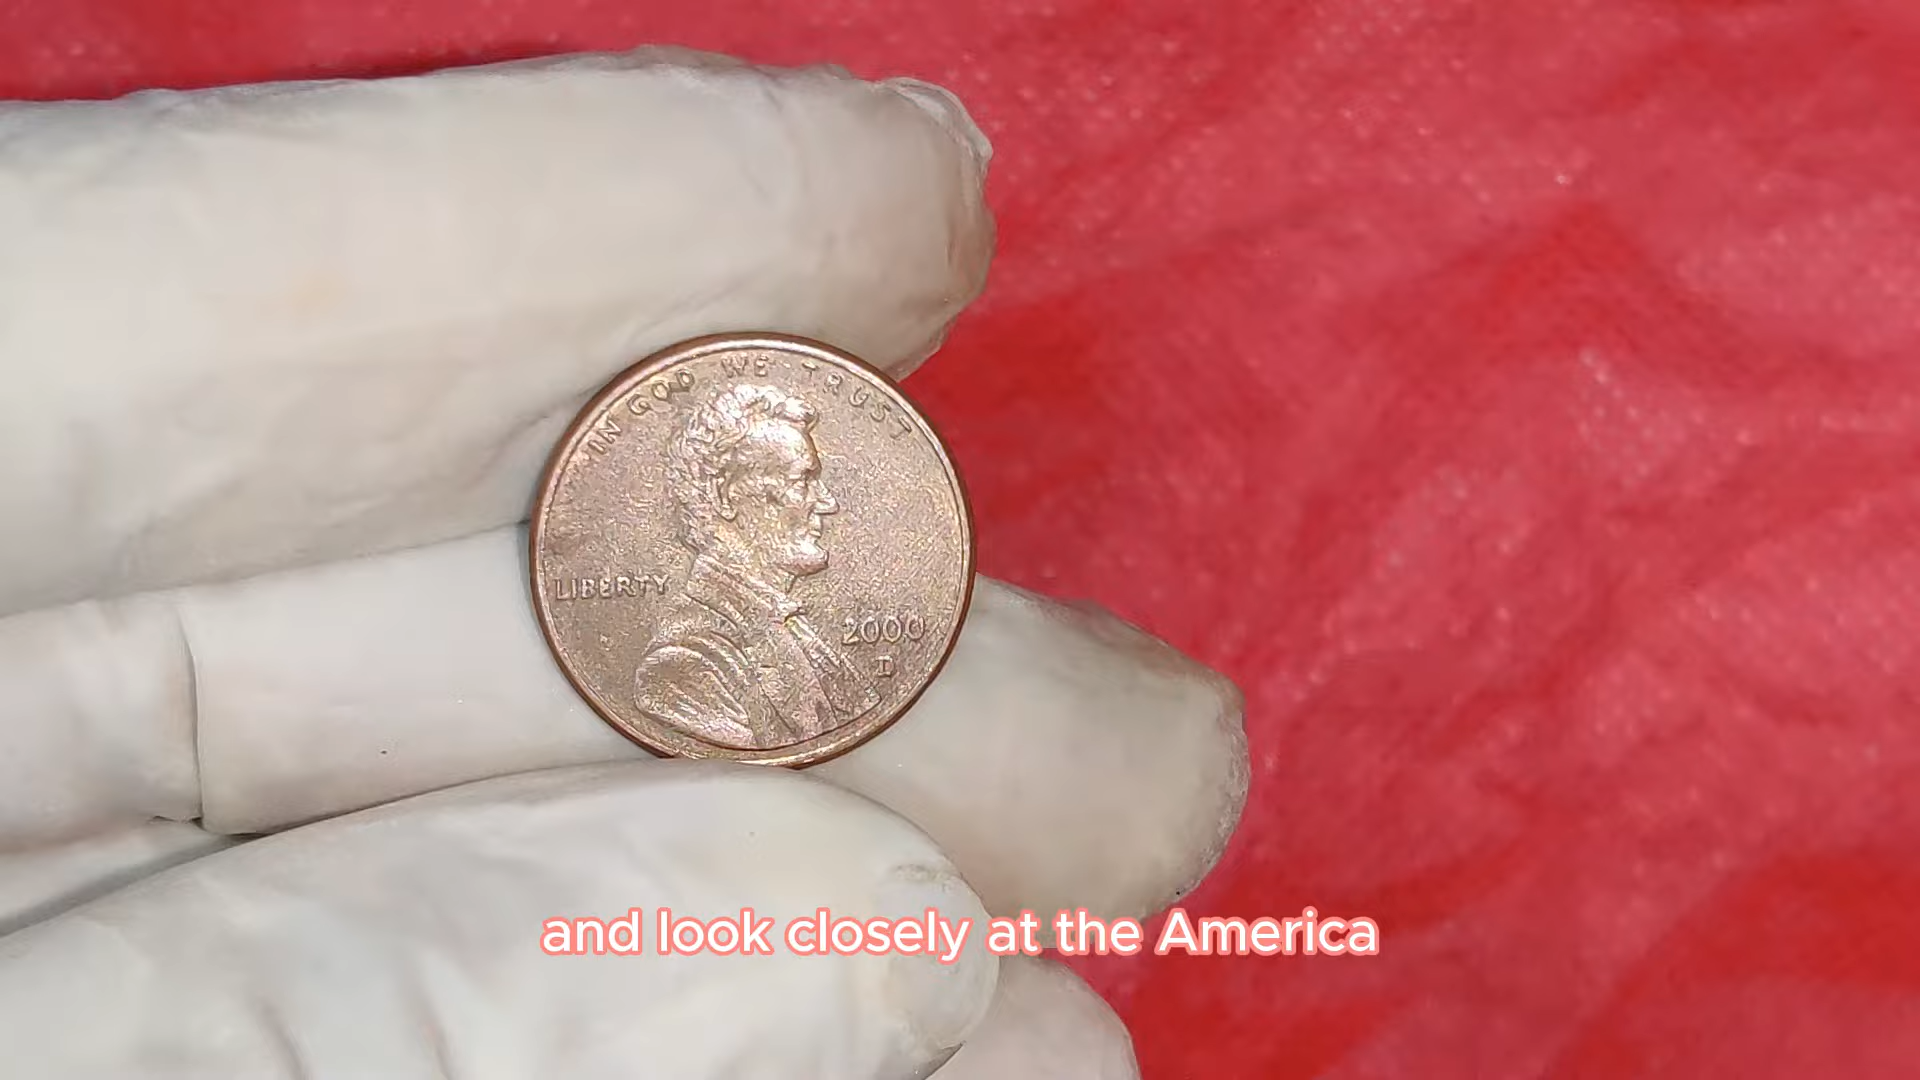 IN GOD WE TRUST
LIBERTY
2000
D
and look closely at the America